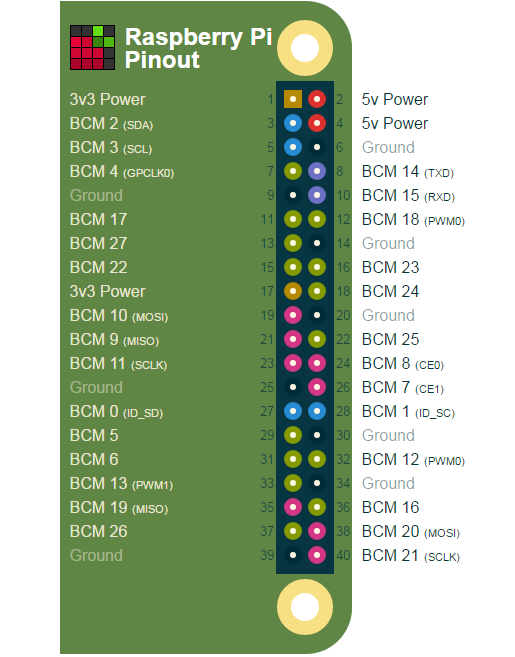 Raspberry Pi
Pinout
3v3 Power 1 2 5v Power
BCM 2 (SDA) 3 4 5v Power
BCM 3 (SCL) 5 6 Ground
BCM 4 (GPCLK0) 7 8 BCM 14 (TXD)
Ground 9 10 BCM 15 (RXD)
BCM 17 11 12 BCM 18 (PWM0)
BCM 27 13 14 Ground
BCM 22 15 16 BCM 23
3v3 Power 17 18 BCM 24
BCM 10 (MOSI) 19 20 Ground
BCM 9 (MISO) 21 22 BCM 25
BCM 11 (SCLK) 23 24 BCM 8 (CE0)
Ground 25 26 BCM 7 (CE1)
BCM 0 (ID_SD) 27 28 BCM 1 (ID_SC)
BCM 5 29 30 Ground
BCM 6 31 32 BCM 12 (PWM0)
BCM 13 (PWM1) 33 34 Ground
BCM 19 (MISO) 35 36 BCM 16
BCM 26 37 38 BCM 20 (MOSI)
Ground 39 40 BCM 21 (SCLK)